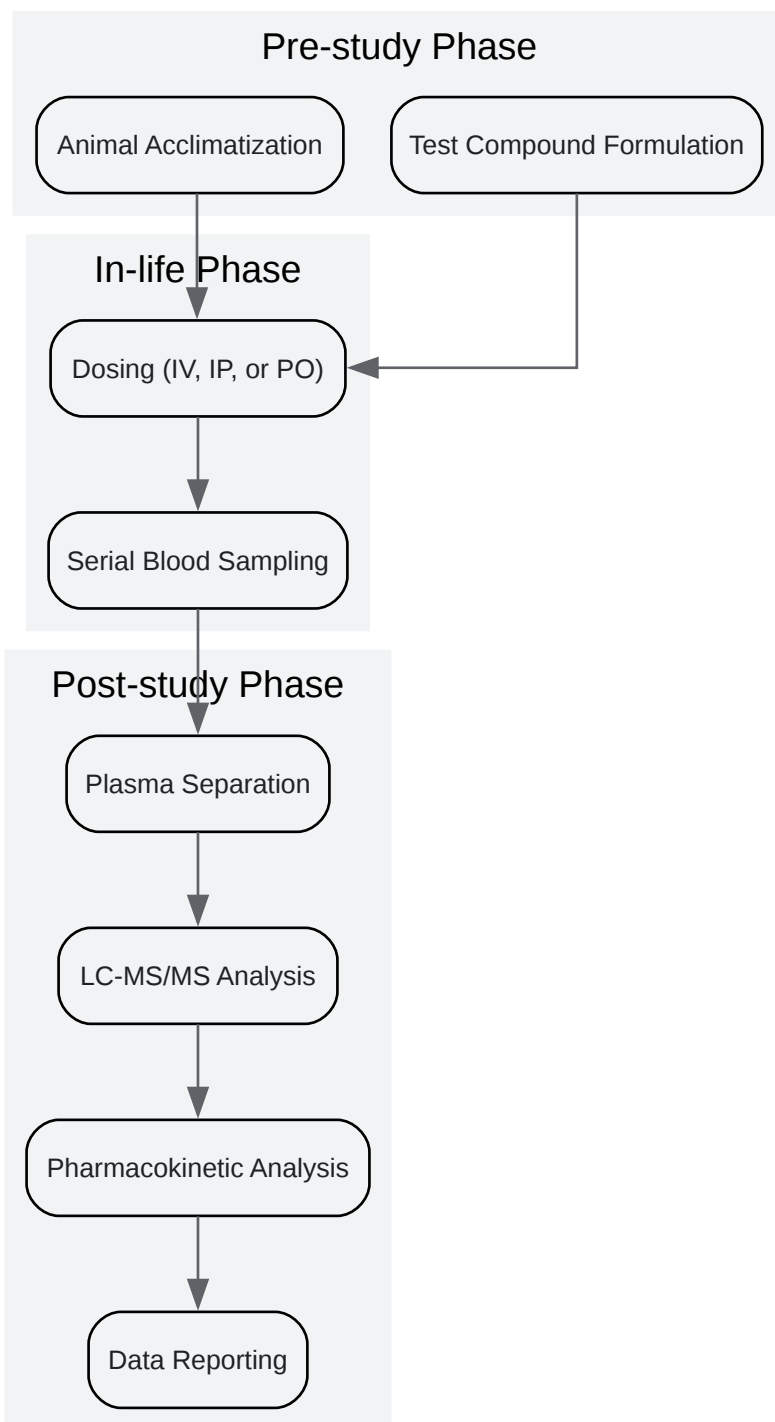 Pre-study Phase
Animal Acclimatization
Test Compound Formulation
In-life Phase
Dosing (IV, IP, or PO)
Serial Blood Sampling
Post-study Phase
Plasma Separation
LC-MS/MS Analysis
Pharmacokinetic Analysis
Data Reporting